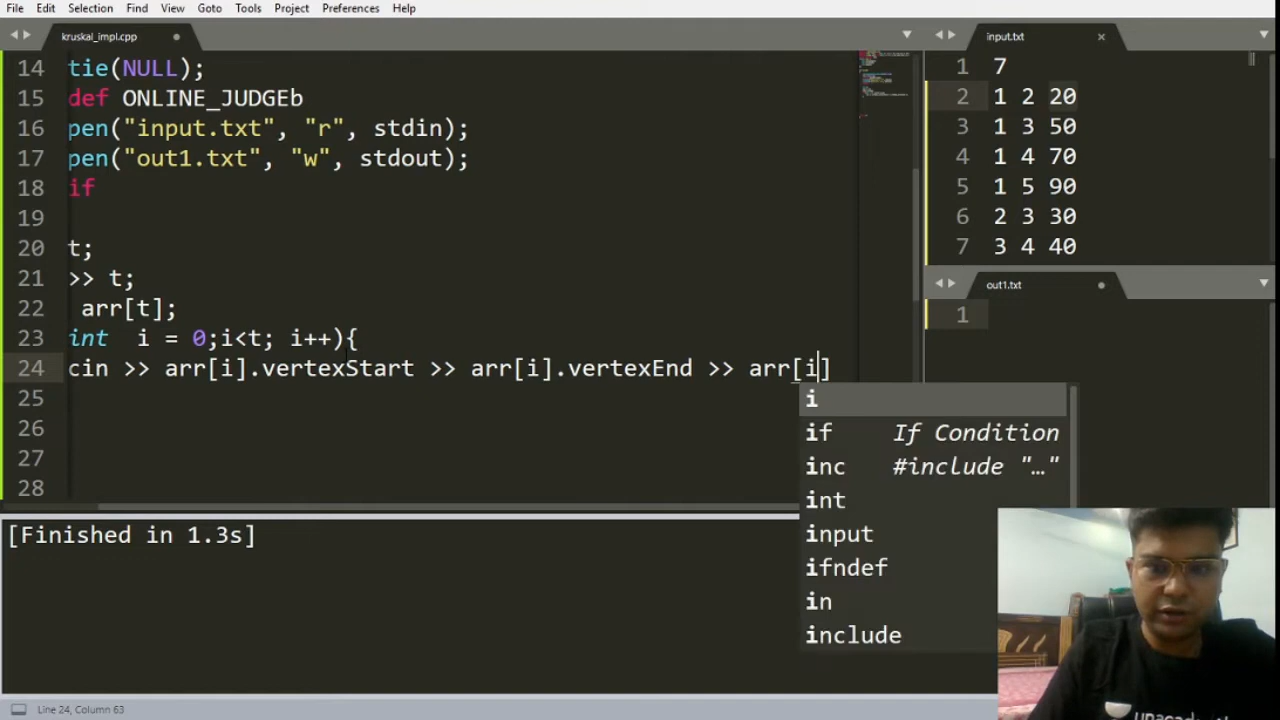 File Edit Selection Find View Goto Tools Project Preferences Help
kruskal_impl.cpp
14 tie(NULL);
15 def ONLINE_JUDGEb
16 pen("input.txt", "r", stdin);
17 pen("out1.txt", "w", stdout);
18 if
19
20 t;
21 >> t;
22 arr[t];
23 int i = 0;i<t; i++){
24 cin >> arr[i].vertexStart >> arr[i].vertexEnd >> arr[i]
25
26
27
28
i
if If Condition
inc #include "…"
int
input
ifndef
in
include
input.txt
1 7
2 1 2 20
3 1 3 50
4 1 4 70
5 1 5 90
6 2 3 30
7 3 4 40
out1.txt
1
[Finished in 1.3s]
Line 24, Column 63